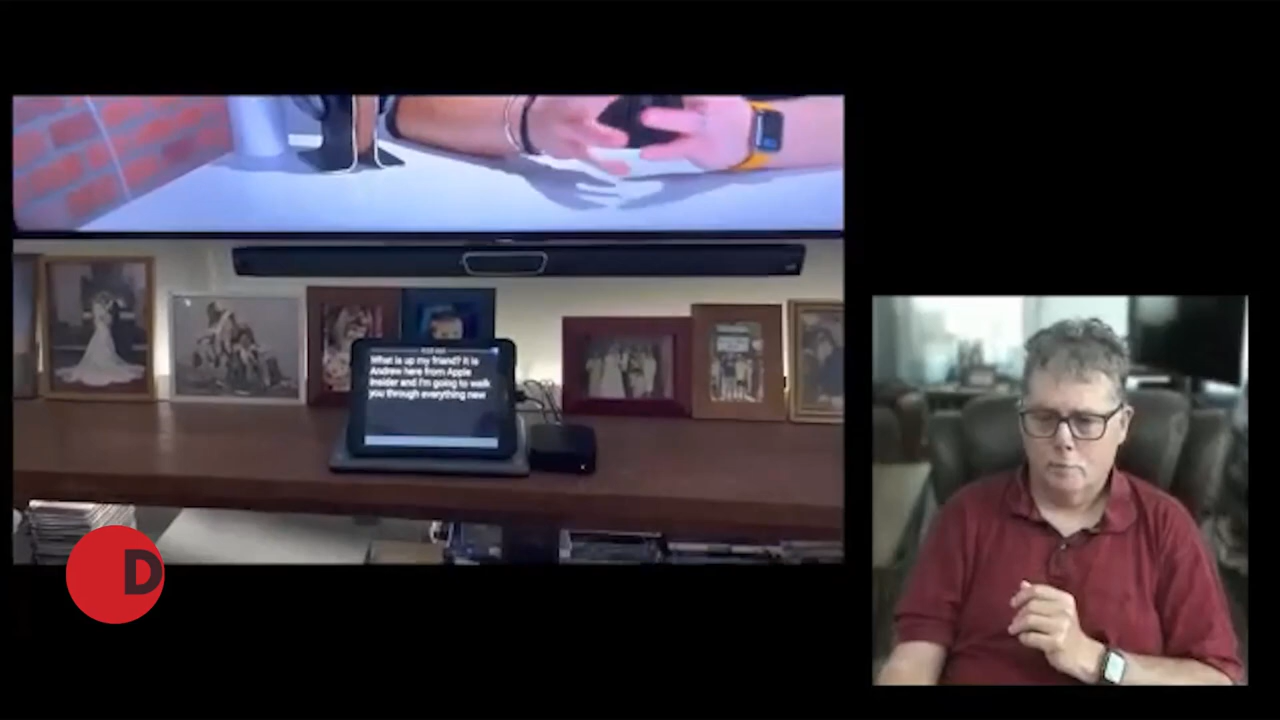 What is up my friend? It is
Andrew here from Apple
Insider and I'm going to walk
you through everything new
D